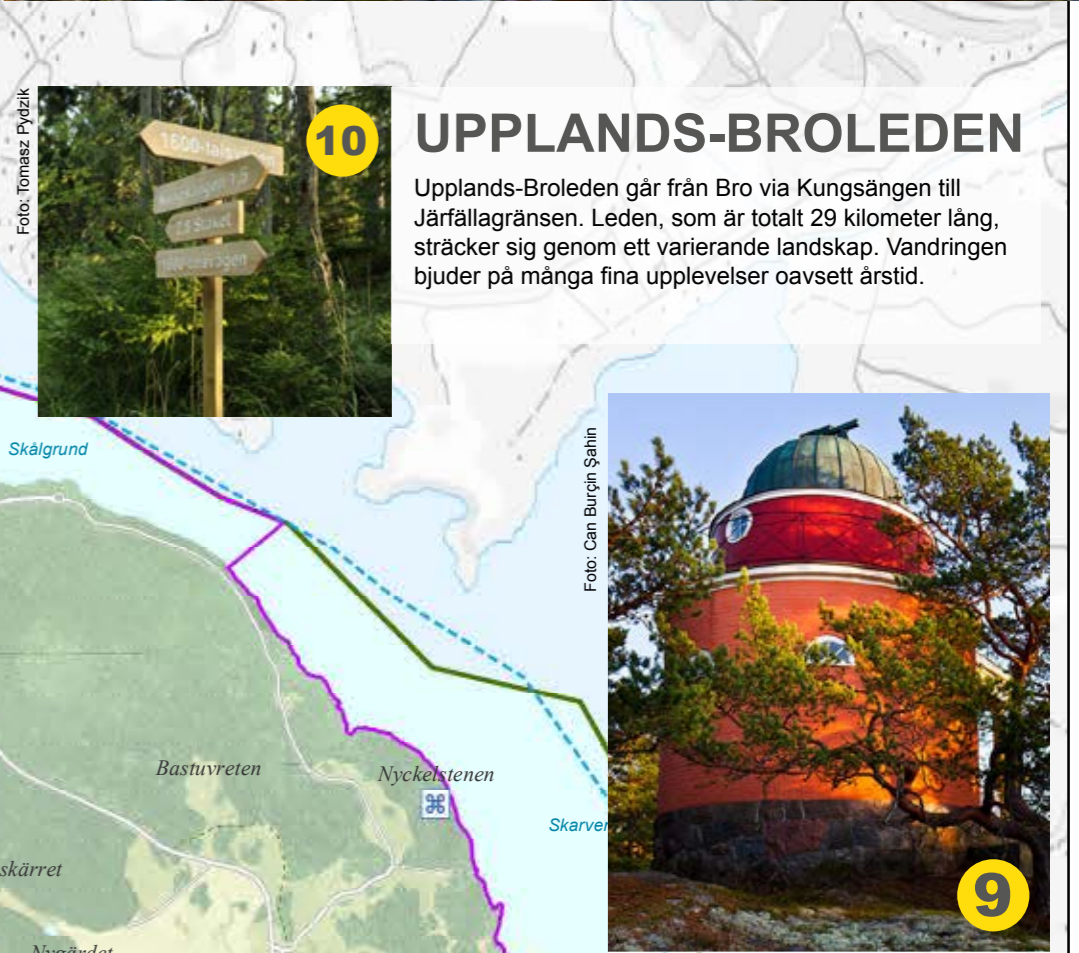 Foto: Tomasz Pydzik
10
UPPLANDS-BROLEDEN
Upplands-Broleden går från Bro via Kungsängen till
Järfällagränsen. Leden, som är totalt 29 kilometer lång,
sträcker sig genom ett varierande landskap. Vandringen
bjuder på många fina upplevelser oavsett årstid.
Skålgrund
Foto: Can Burçin Şahin
Bastuvreten
Nyckelstenen
Skarven
skärret
Nygärdet
9